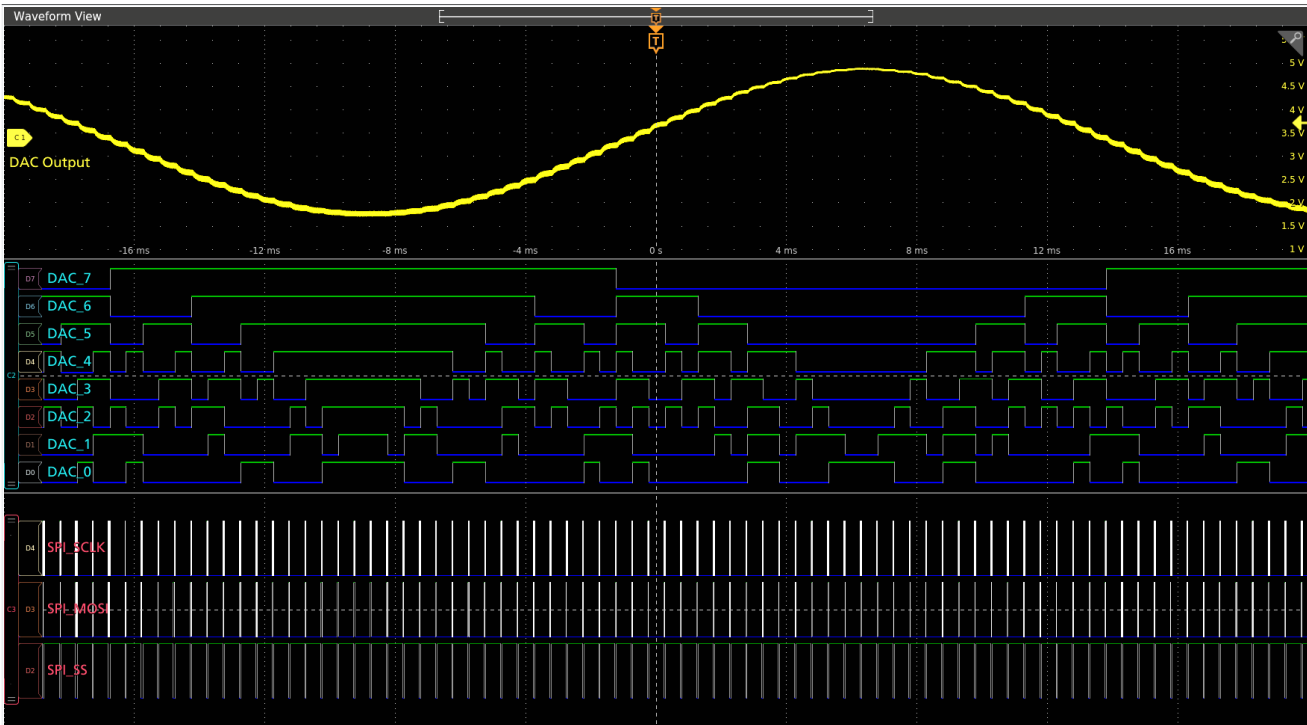 Waveform View
T
T
5 V
4.5 V
4 V
C 1
3.5 V
DAC Output
3 V
2.5 V
2 V
1.5 V
-16 ms -12 ms -8 ms -4 ms 0 s 4 ms 8 ms 12 ms 16 ms 1 V
D7 DAC_7
D6 DAC_6
D5 DAC_5
D4 DAC_4
C2
D3 DAC_3
D2 DAC_2
D1 DAC_1
D0 DAC_0
D4 SPI_SCLK
C3 D3 SPI_MOSI
D2 SPI_SS